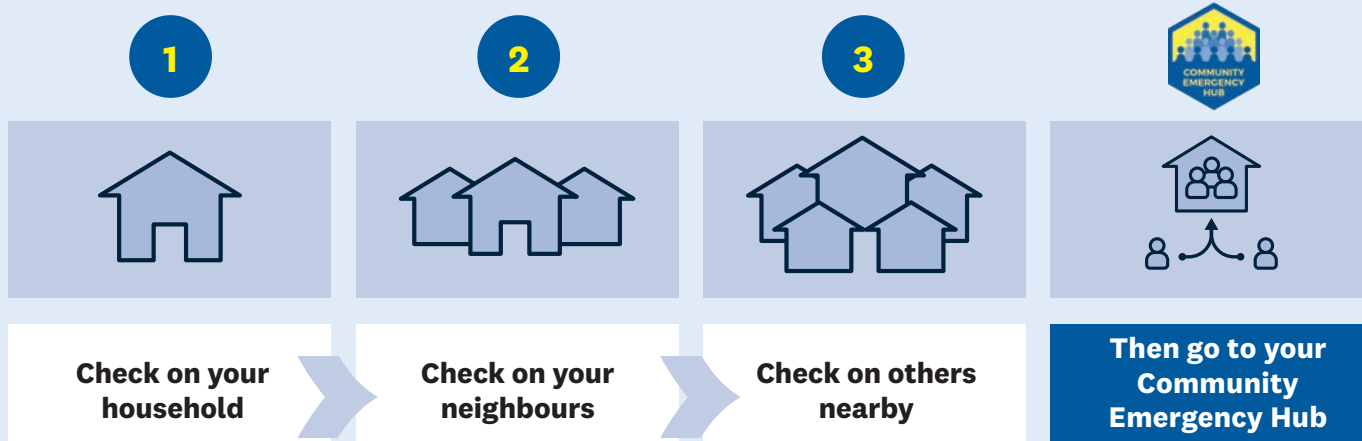 1
2
3
COMMUNITY
EMERGENCY
HUB
Check on your
household
Check on your
neighbours
Check on others
nearby
Then go to your
Community
Emergency Hub